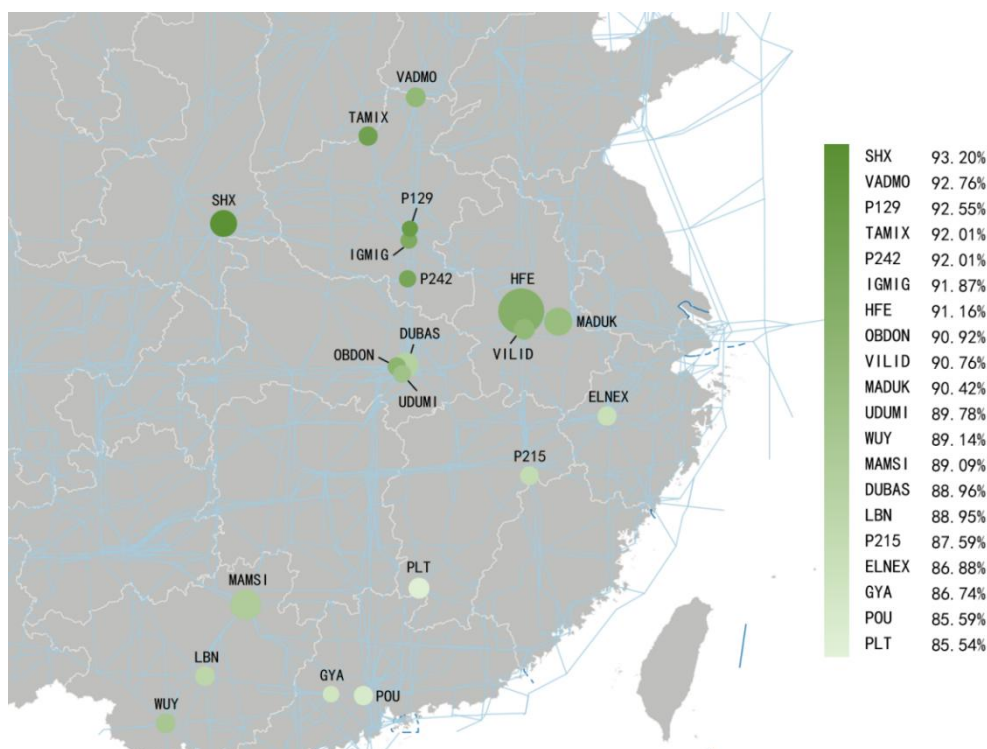 VADMO
TAMIX
SHX
P129
IGMIG
P242
HFE
MADUK
VILID
DUBAS
OBDON
UDUMI
ELNEX
P215
PLT
MAMSI
LBN
GYA
POU
WUY
SHX 93.20%
VADMO 92.76%
P129 92.55%
TAMIX 92.01%
P242 92.01%
IGMIG 91.87%
HFE 91.16%
OBDON 90.92%
VILID 90.76%
MADUK 90.42%
UDUMI 89.78%
WUY 89.14%
MAMSI 89.09%
DUBAS 88.96%
LBN 88.95%
P215 87.59%
ELNEX 86.88%
GYA 86.74%
POU 85.59%
PLT 85.54%